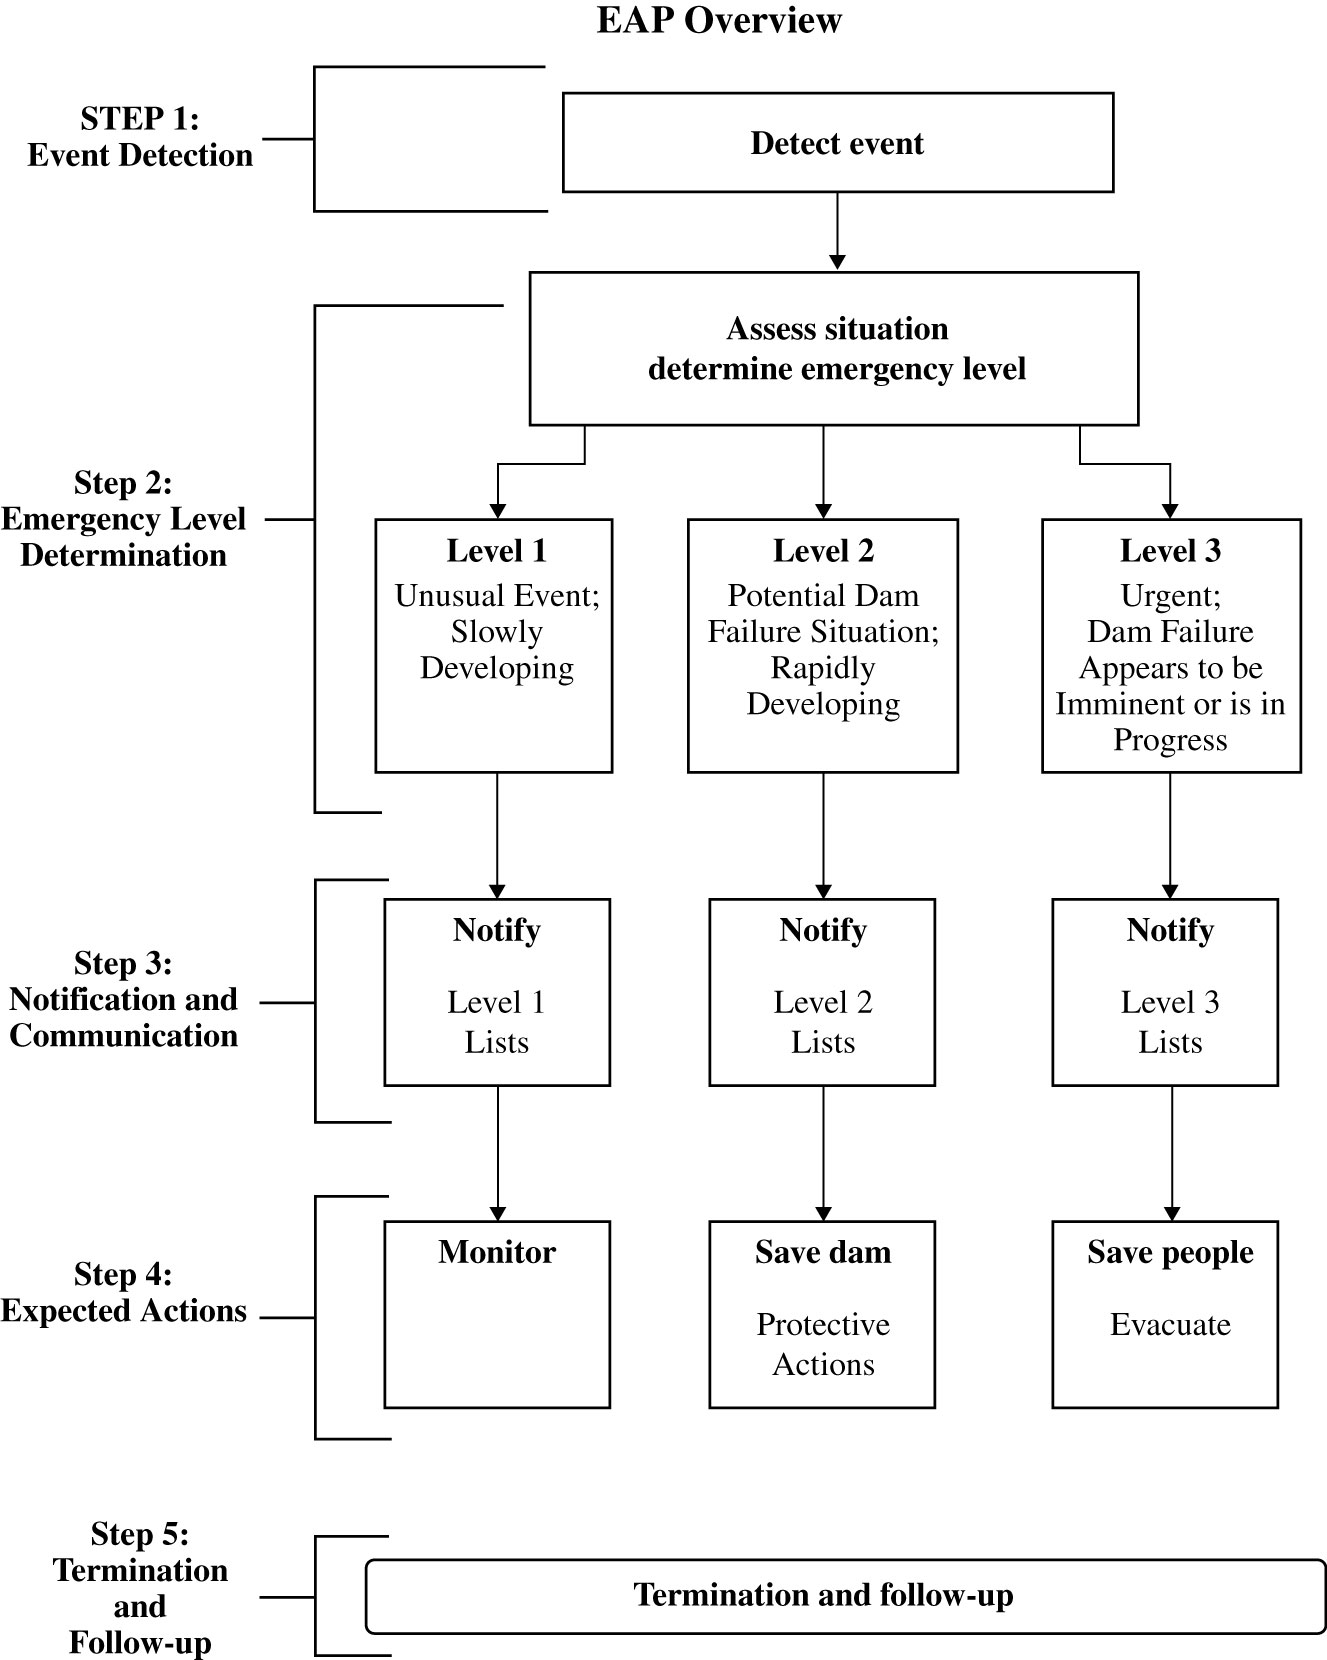 EAP Overview
STEP 1:
Event Detection
Detect event
Assess situation
determine emergency level
Step 2:
Emergency Level
Determination
Level 1
Unusual Event;
Slowly
Developing
Level 2
Potential Dam
Failure Situation;
Rapidly
Developing
Level 3
Urgent;
Dam Failure
Appears to be
Imminent or is in
Progress
Step 3:
Notification and
Communication
Notify
Level 1
Lists
Notify
Level 2
Lists
Notify
Level 3
Lists
Step 4:
Expected Actions
Monitor
Save dam
Protective
Actions
Save people
Evacuate
Step 5:
Termination
and
Follow-up
Termination and follow-up